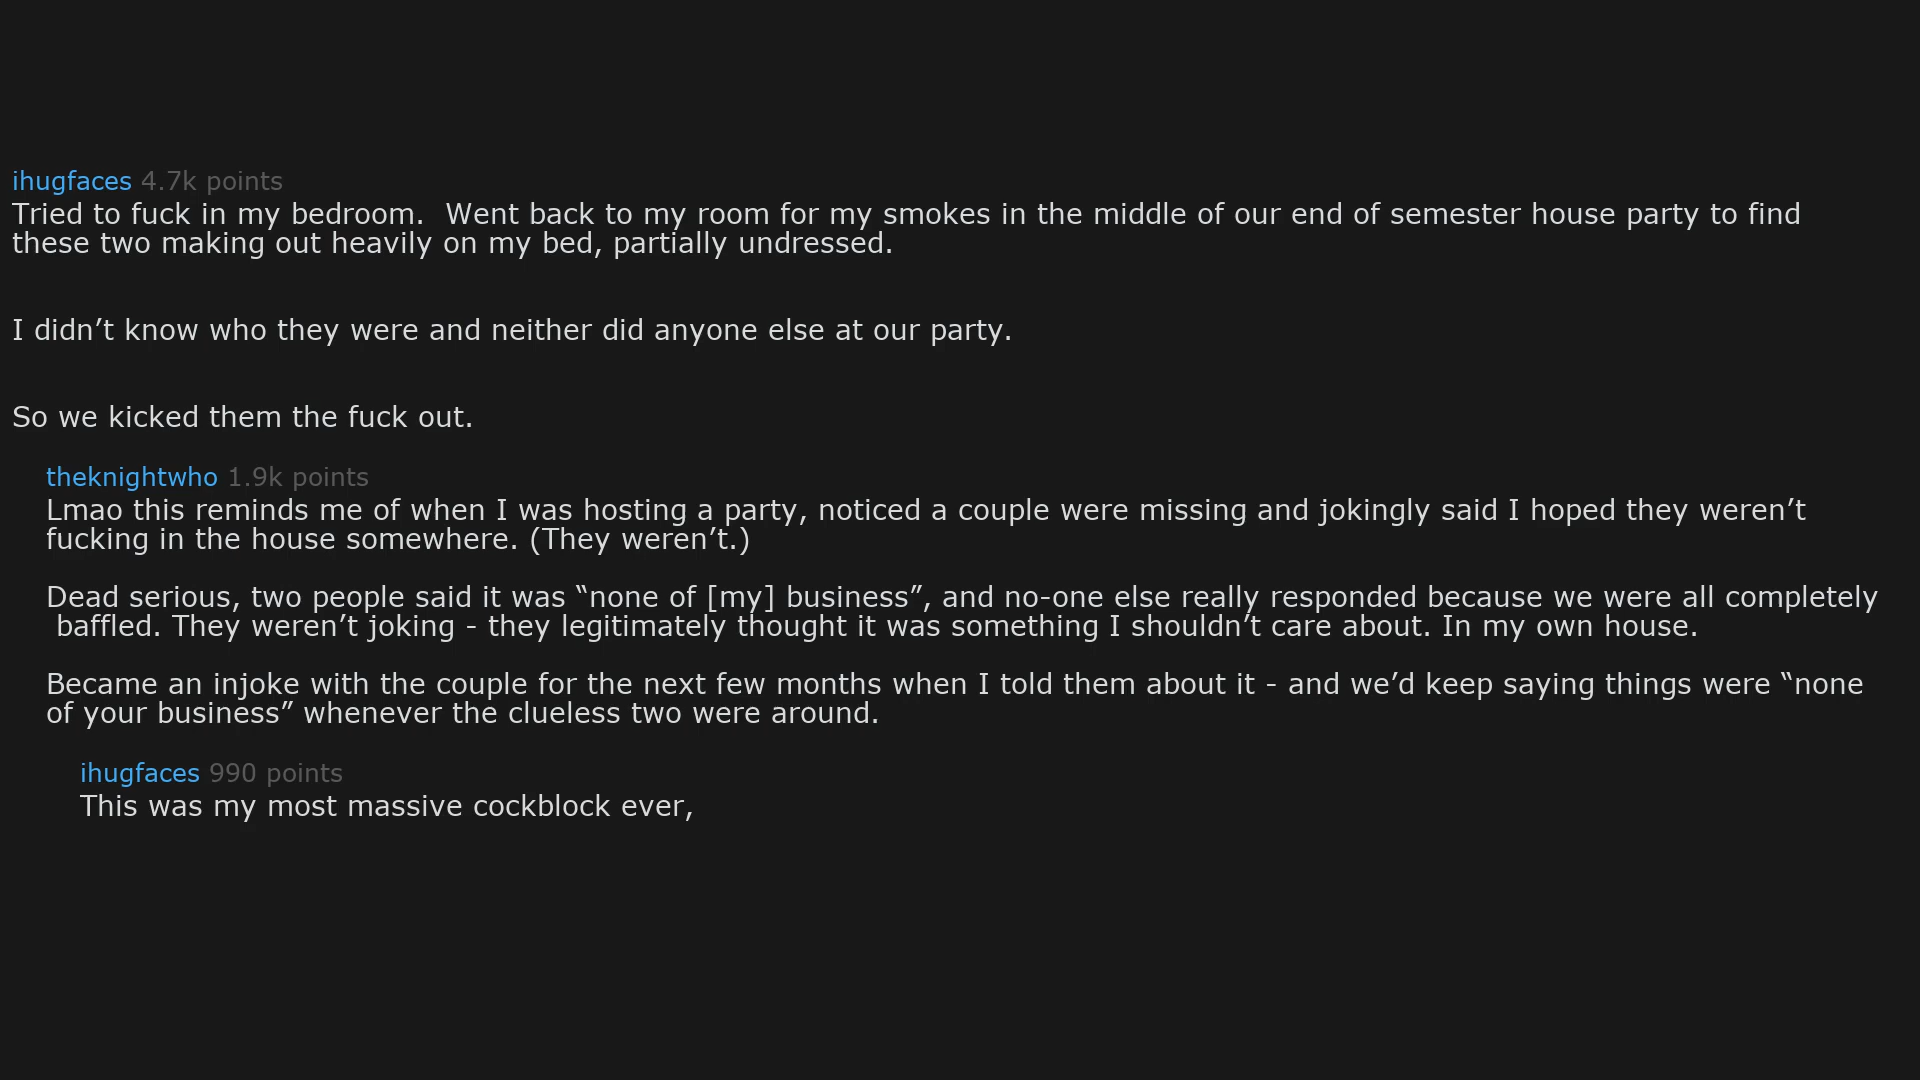 ihugfaces 4.7k points
Tried to fuck in my bedroom.  Went back to my room for my smokes in the middle of our end of semester house party to find
these two making out heavily on my bed, partially undressed.
I didn’t know who they were and neither did anyone else at our party.
So we kicked them the fuck out.
theknightwho 1.9k points
Lmao this reminds me of when I was hosting a party, noticed a couple were missing and jokingly said I hoped they weren’t
fucking in the house somewhere. (They weren’t.)
Dead serious, two people said it was “none of [my] business”, and no-one else really responded because we were all completely
baffled. They weren’t joking - they legitimately thought it was something I shouldn’t care about. In my own house.
Became an injoke with the couple for the next few months when I told them about it - and we’d keep saying things were “none
of your business” whenever the clueless two were around.
ihugfaces 990 points
This was my most massive cockblock ever,